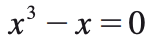 x³ − x = 0